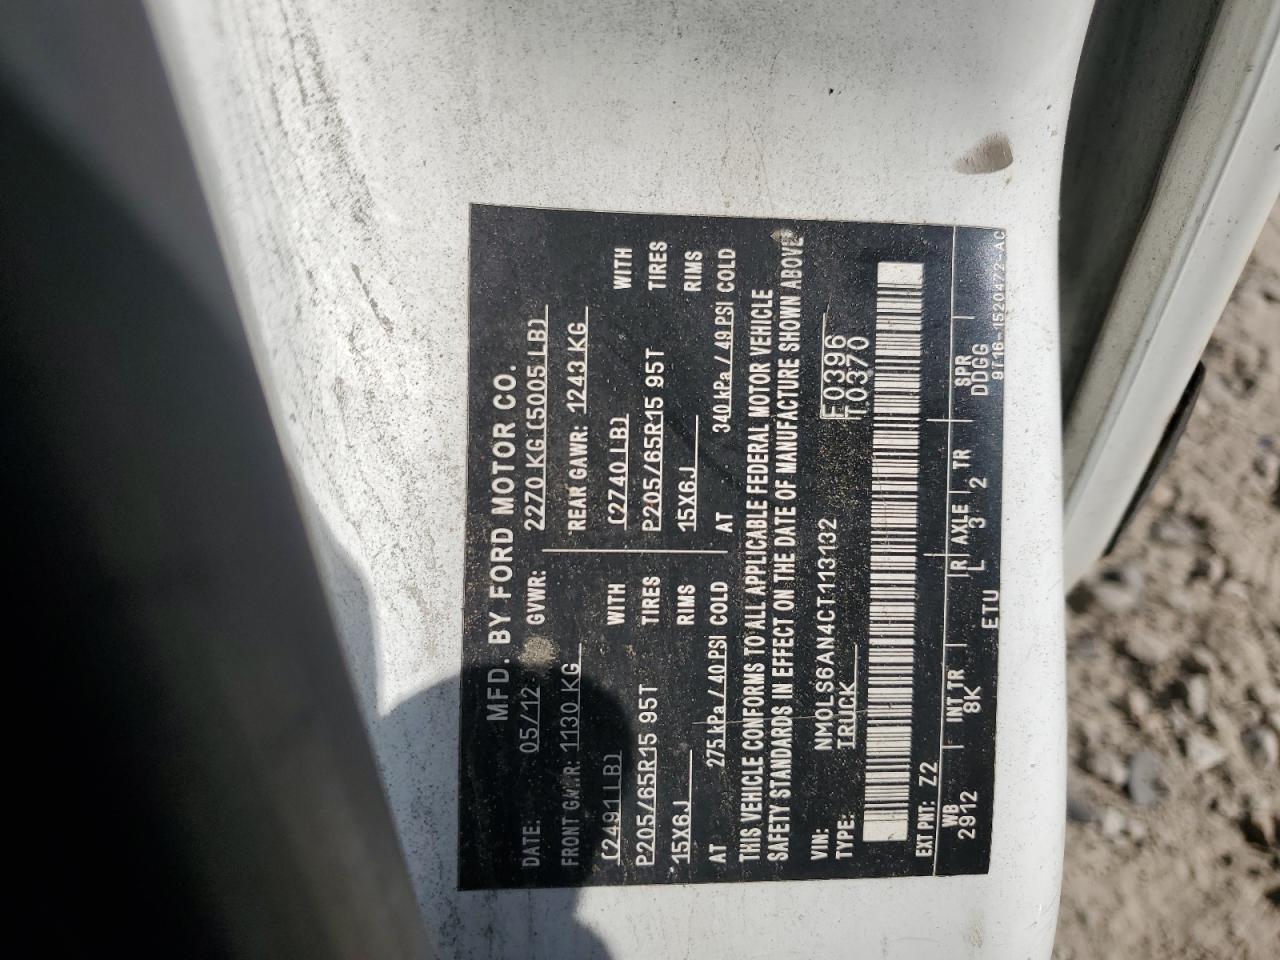 MFD. BY FORD MOTOR CO.
DATE: 05/12 GVWR: 2270 KG (5005 LB)
FRONT GWR: 1130 KG REAR GAWR: 1243 KG
(2491 LB) WITH (2740 LB) WITH
P205/65R15 95T TIRES P205/65R15 95T TIRES
15X6J RIMS 15X6J RIMS
AT 275 kPa / 40 PSI COLD AT 340 kPa / 49 PSI COLD
THIS VEHICLE CONFORMS TO ALL APPLICABLE FEDERAL MOTOR VEHICLE
SAFETY STANDARDS IN EFFECT ON THE DATE OF MANUFACTURE SHOWN ABOVE
VIN: NM0LS6AN4CT113132 F0396
TYPE: TRUCK T0370
EXT PNT: Z2
WB INT TR R AXLE TR SPR
2912 8K L 3 2 DDGG
ETU 9T16-1520472-AC